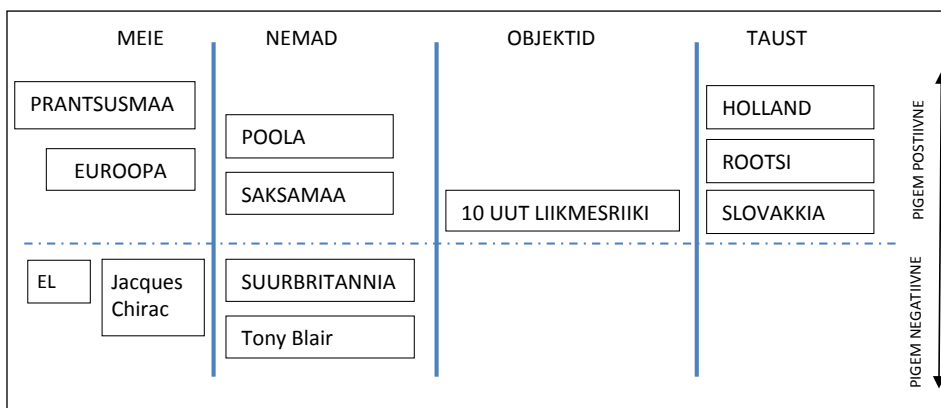 MEIE
NEMAD
OBJEKTID
TAUST
PRANTSUSMAA
EUROOPA
EL
Jacques
Chirac
POOLA
SAKSAMAA
SUURBRITANNIA
Tony Blair
10 UUT LIIKMESRIIKI
HOLLAND
ROOTSI
SLOVAKKIA
PIGEM POSTIIVNE
PIGEM NEGATIIVNE